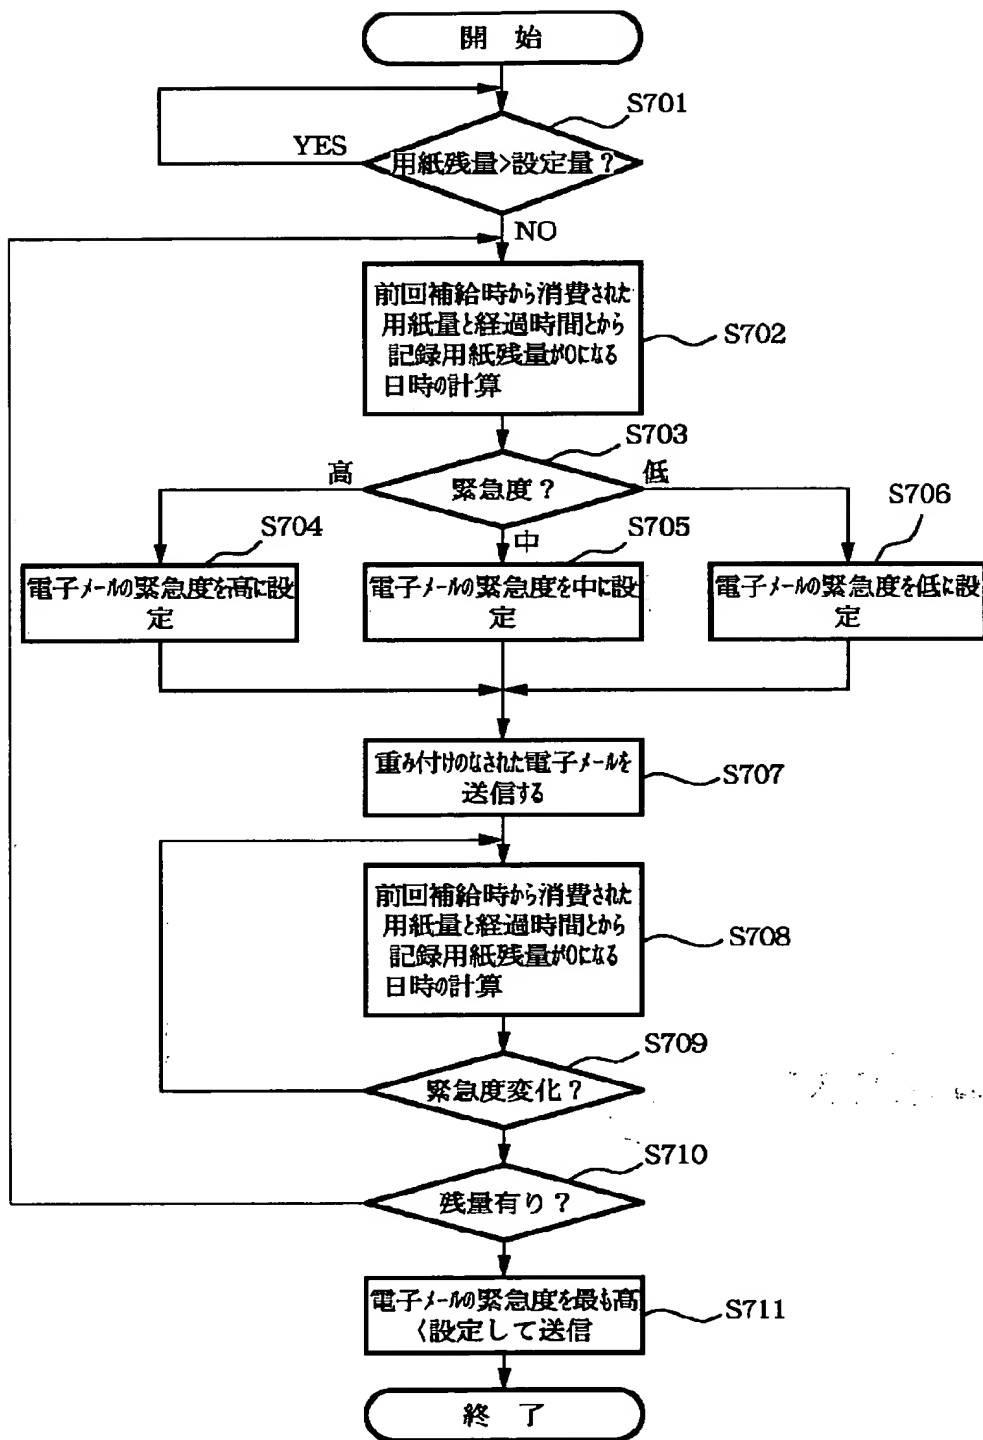 開 始
S701
YES
用紙残量>設定量?
NO
前回補給時から消費された
用紙量と経過時間とから
記録用紙残量が0になる
日時の計算
S702
S703
高
緊急度?
低
S704
中
S705
S706
電子メールの緊急度を高に設
定
電子メールの緊急度を中に設
定
電子メールの緊急度を低に設
定
重み付けのなされた電子メールを
送信する
S707
前回補給時から消費された
用紙量と経過時間とから
記録用紙残量が0になる
日時の計算
S708
S709
緊急度変化?
S710
残量有り?
電子メールの緊急度を最も高
く設定して送信
S711
終 了